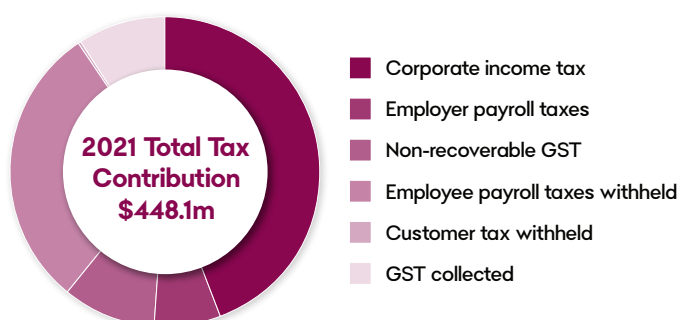 2021 Total Tax
Contribution
$448.1m
Corporate income tax
Employer payroll taxes
Non-recoverable GST
Employee payroll taxes withheld
Customer tax withheld
GST collected